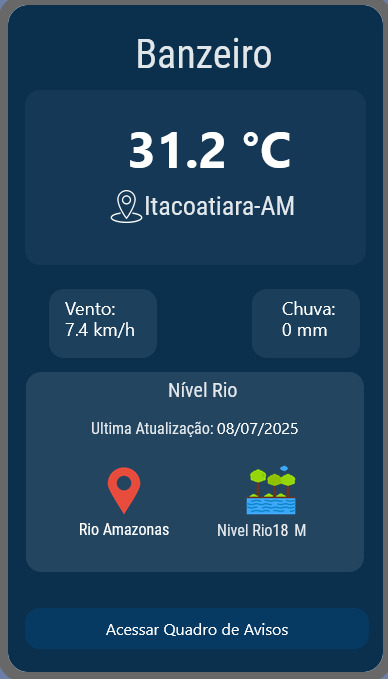 Banzeiro
31.2 °C
Itacoatiara-AM
Vento:
7.4 km/h
Chuva:
0 mm
Nível Rio
Ultima Atualização: 08/07/2025
Rio Amazonas
Nivel Rio18 M
Acessar Quadro de Avisos